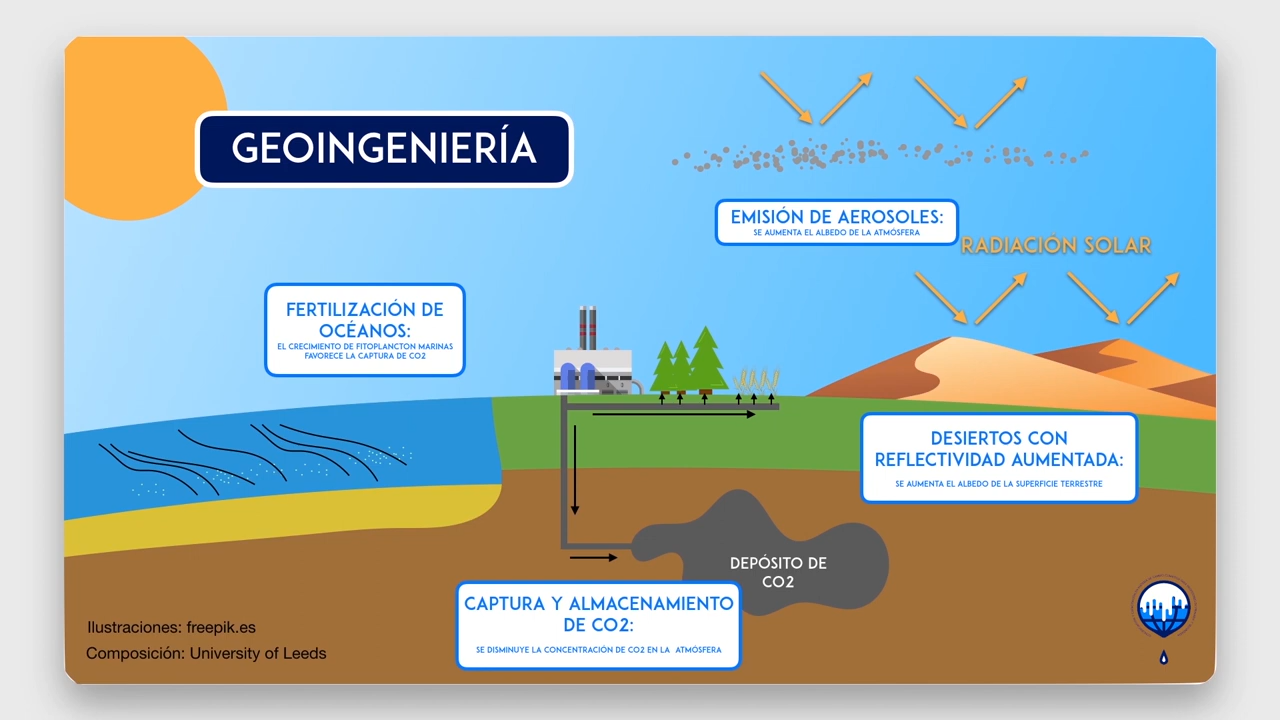 GEOINGENIERÍA
EMISIÓN DE AEROSOLES:
SE AUMENTA EL ALBEDO DE LA ATMÓSFERA
RADIACIÓN SOLAR
FERTILIZACIÓN DE
OCÉANOS:
EL CRECIMIENTO DE FITOPLANCTON MARINAS
FAVORECE LA CAPTURA DE CO2
DESIERTOS CON
REFLECTIVIDAD AUMENTADA:
SE AUMENTA EL ALBEDO DE LA SUPERFICIE TERRESTRE
DEPÓSITO DE
CO2
CAPTURA Y ALMACENAMIENTO
DE CO2:
SE DISMINUYE LA CONCENTRACIÓN DE CO2 EN LA ATMÓSFERA
Ilustraciones: freepik.es
Composición: University of Leeds